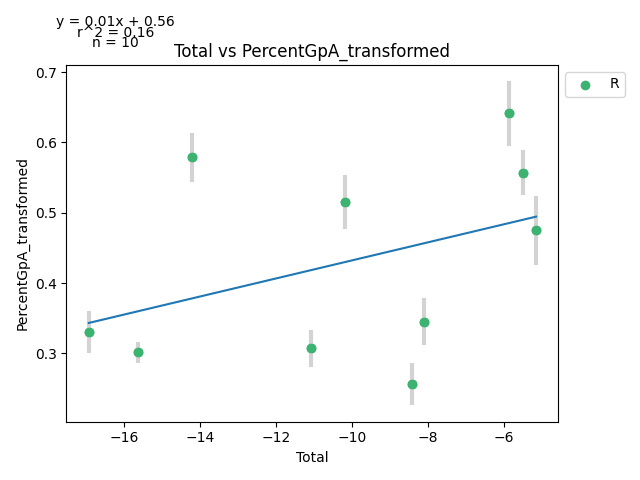 y = 0.01x + 0.56
r^2 = 0.16
n = 10
Total vs PercentGpA_transformed
R
PercentGpA_transformed
0.7
0.6
0.5
0.4
0.3
−16
−14
−12
−10
−8
−6
Total